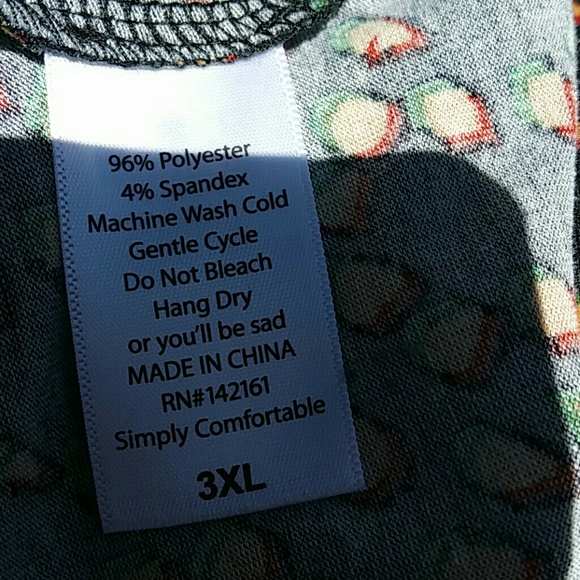 96% Polyester
4% Spandex
Machine Wash Cold
Gentle Cycle
Do Not Bleach
Hang Dry
or you'll be sad
MADE IN CHINA
RN#142161
Simply Comfortable
3XL